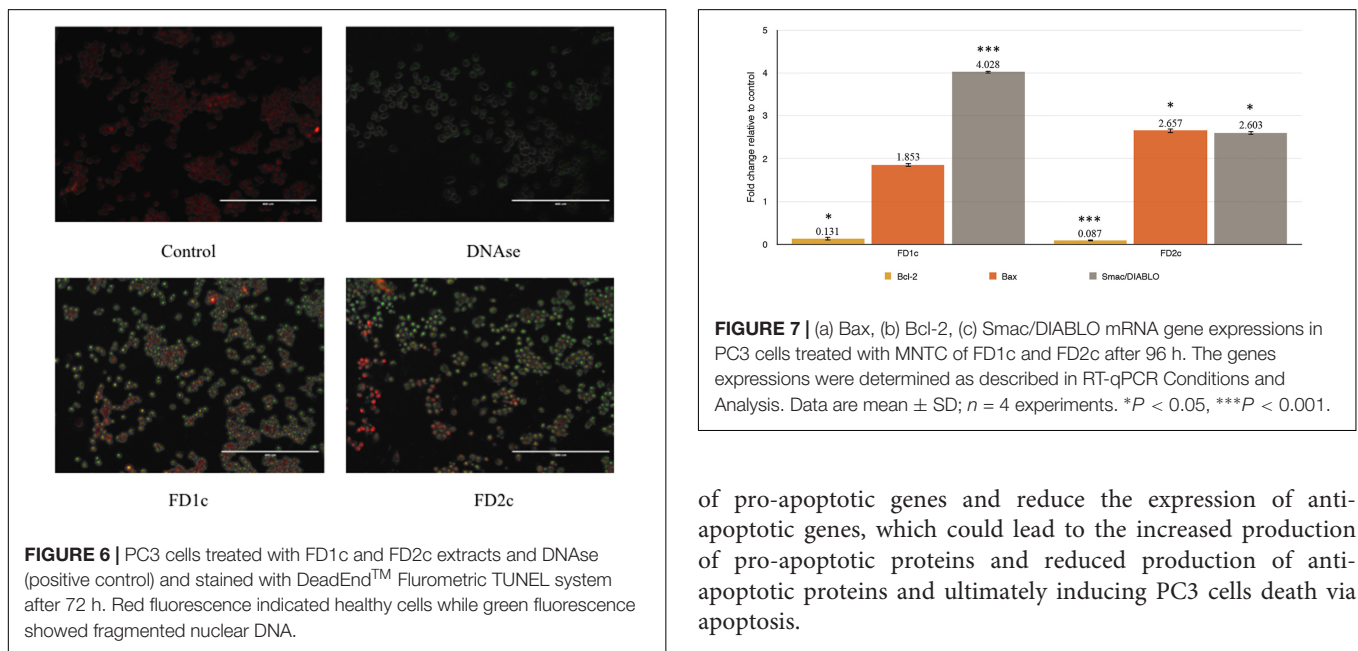 Control
DNAse
FD1c
FD2c
FIGURE 6 | PC3 cells treated with FD1c and FD2c extracts and DNAse
(positive control) and stained with DeadEnd™ Flurometric TUNEL system
after 72 h. Red fluorescence indicated healthy cells while green fluorescence
showed fragmented nuclear DNA.
5
4
3
2
1
0
Fold change relative to control
*
0.131
1.853
***
4.028
***
0.087
*
2.657
*
2.603
FD1c
FD2c
Bcl-2
Bax
Smac/DIABLO
FIGURE 7 | (a) Bax, (b) Bcl-2, (c) Smac/DIABLO mRNA gene expressions in
PC3 cells treated with MNTC of FD1c and FD2c after 96 h. The genes
expressions were determined as described in RT-qPCR Conditions and
Analysis. Data are mean ± SD; n = 4 experiments. *P < 0.05, ***P < 0.001.
of pro-apoptotic genes and reduce the expression of anti-
apoptotic genes, which could lead to the increased production
of pro-apoptotic proteins and reduced production of anti-
apoptotic proteins and ultimately inducing PC3 cells death via
apoptosis.